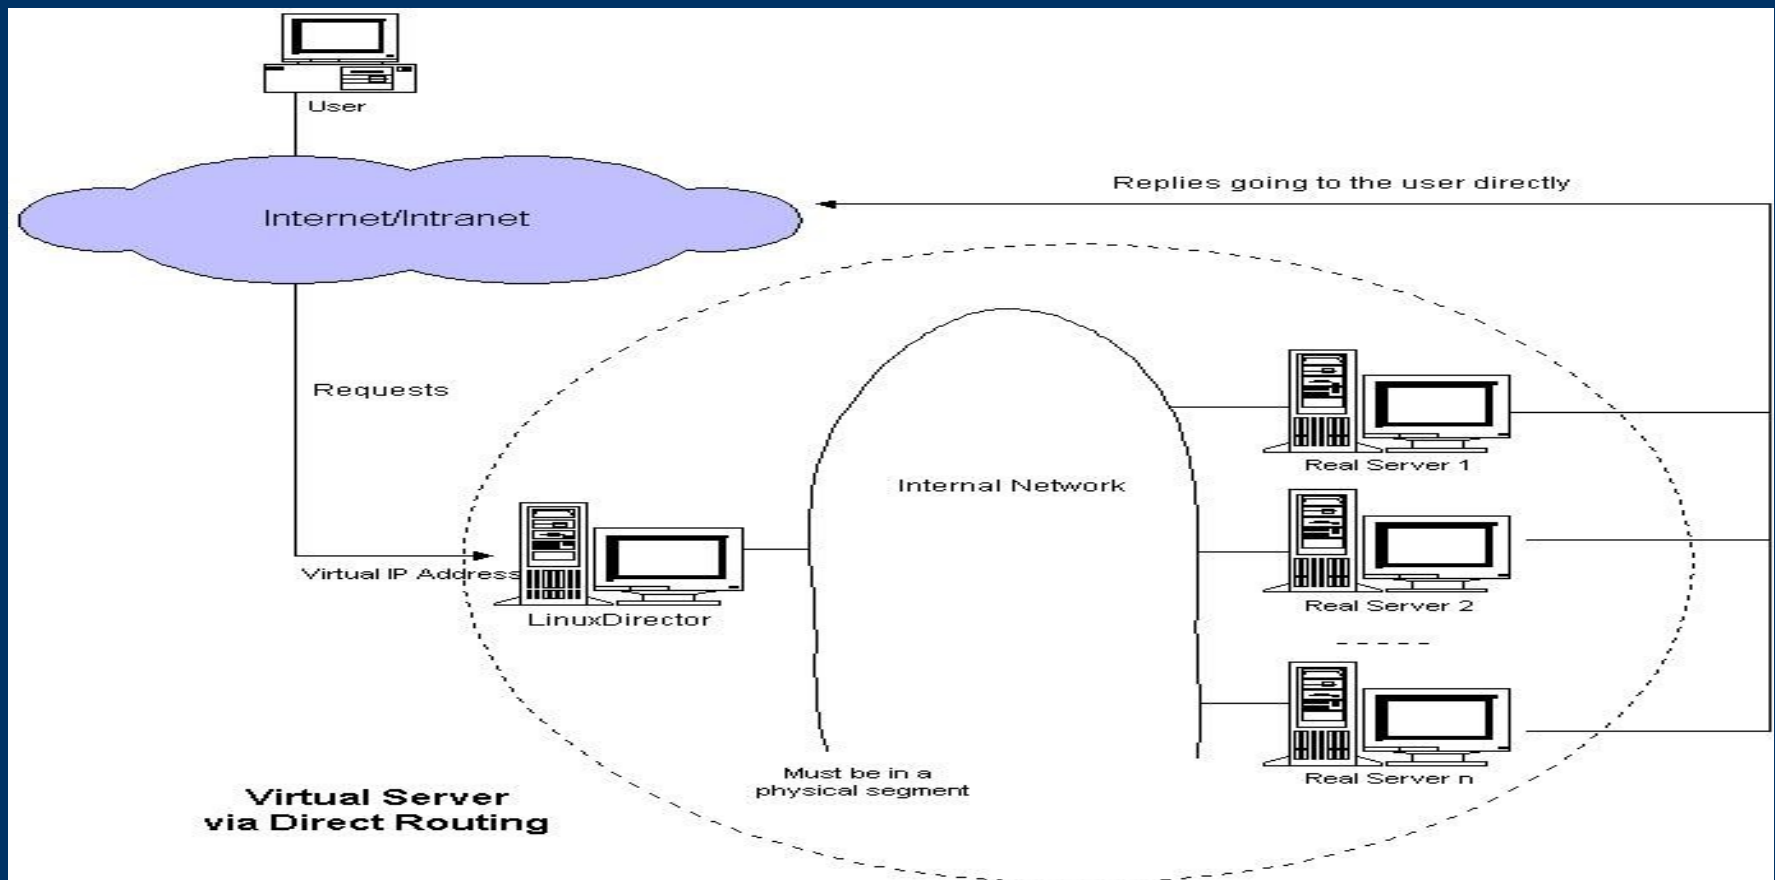 User
Internet/Intranet
Replies going to the user directly
Requests
Real Server 1
Internal Network
Virtual IP Address
LinuxDirector
Real Server 2
Real Server n
Must be in a
physical segment
Virtual Server
via Direct Routing